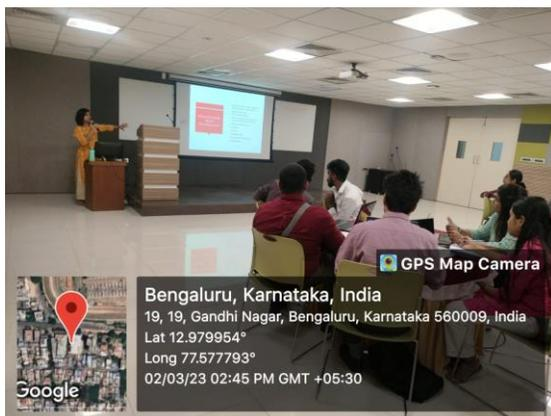 GPS Map Camera
Bengaluru, Karnataka, India
19, 19, Gandhi Nagar, Bengaluru, Karnataka 560009, India
Lat 12.979954°
Long 77.577793°
02/03/23 02:45 PM GMT +05:30
Google